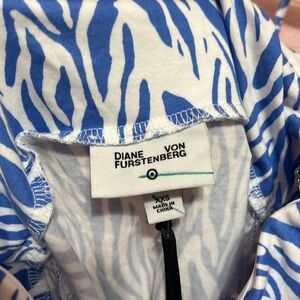 DIANE VON
FURSTENBERG
XXS
MADE IN
CHINA